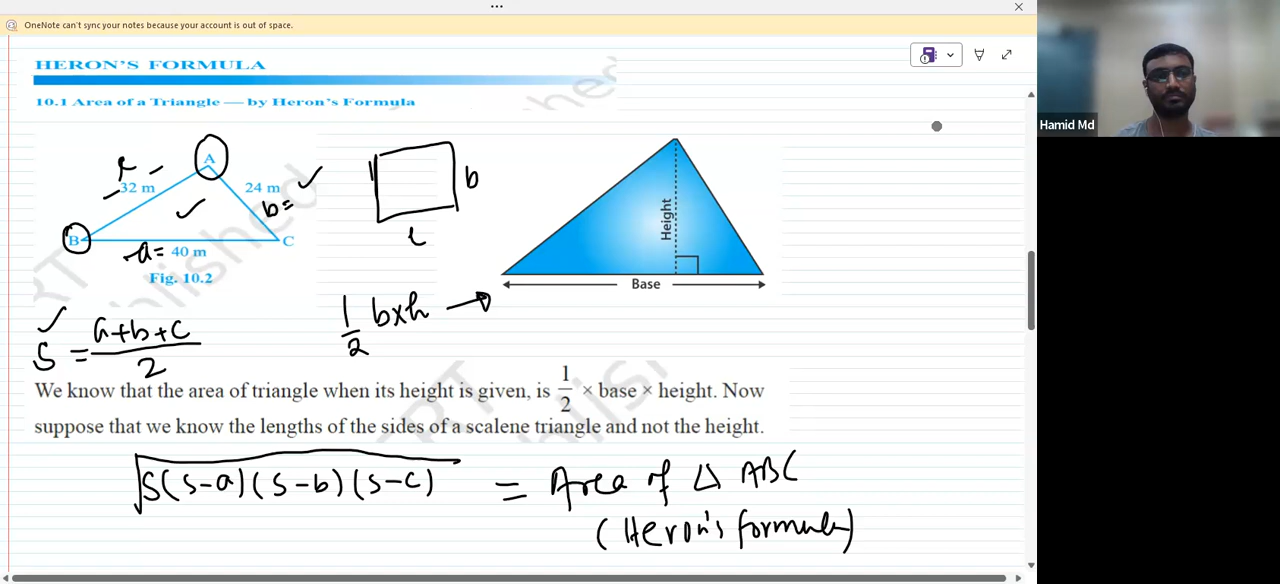 OneNote can't sync your notes because your account is out of space.
HERON'S FORMULA
10.1 Area of a Triangle — by Heron's Formula
Hamid Md
A
32 m
24 m
b
b=
B
C
a= 40 m
l
Fig. 10.2
Height
Base
1/2 b×h →
S = a+b+c/2
We know that the area of triangle when its height is given, is 1/2 × base × height. Now
suppose that we know the lengths of the sides of a scalene triangle and not the height.
√S(S-a)(S-b)(S-c) = Area of △ ABC
(Heron's formula)